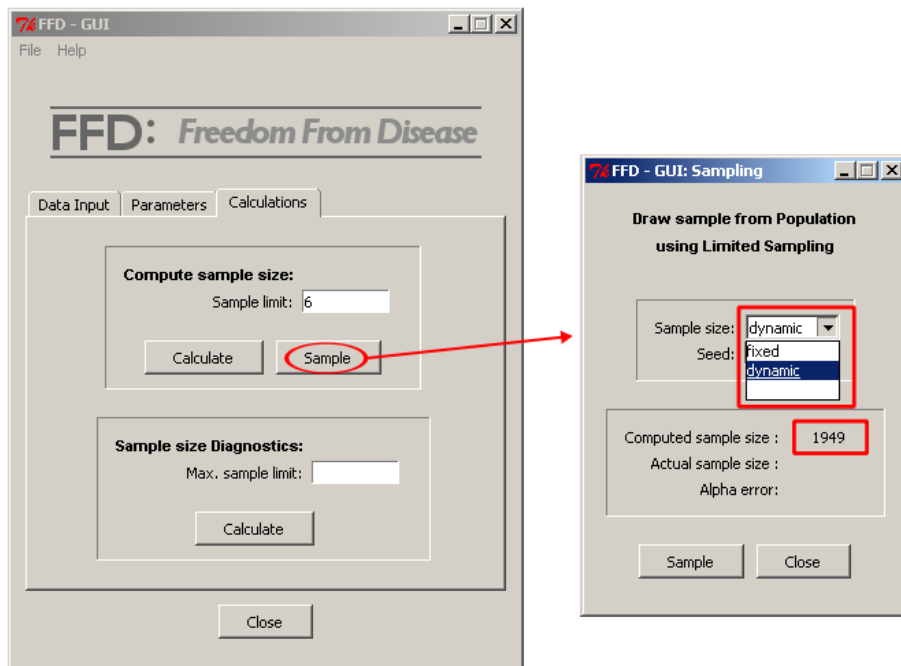 FFD - GUI
File Help
FFD: Freedom From Disease
Data Input Parameters Calculations
Compute sample size:
Sample limit: 6
Calculate Sample
Sample size Diagnostics:
Max. sample limit:
Calculate
Close
FFD - GUI: Sampling
Draw sample from Population
using Limited Sampling
Sample size: dynamic
Seed: fixed
dynamic
Computed sample size : 1949
Actual sample size :
Alpha error:
Sample Close